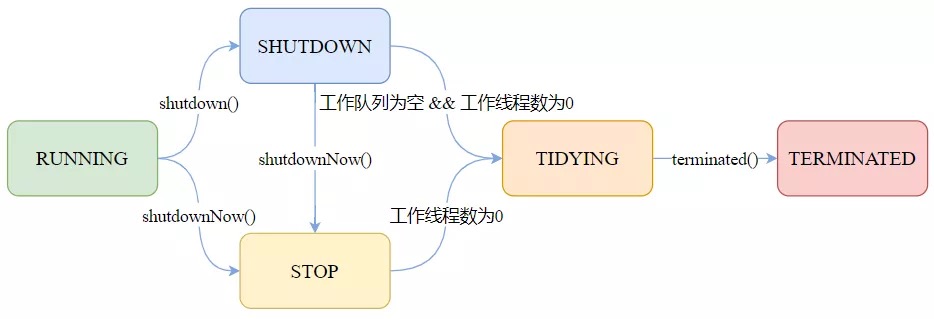 SHUTDOWN
shutdown()
工作队列为空 && 工作线程数为0
RUNNING
shutdownNow()
TIDYING
terminated()
TERMINATED
shutdownNow()
工作线程数为0
STOP